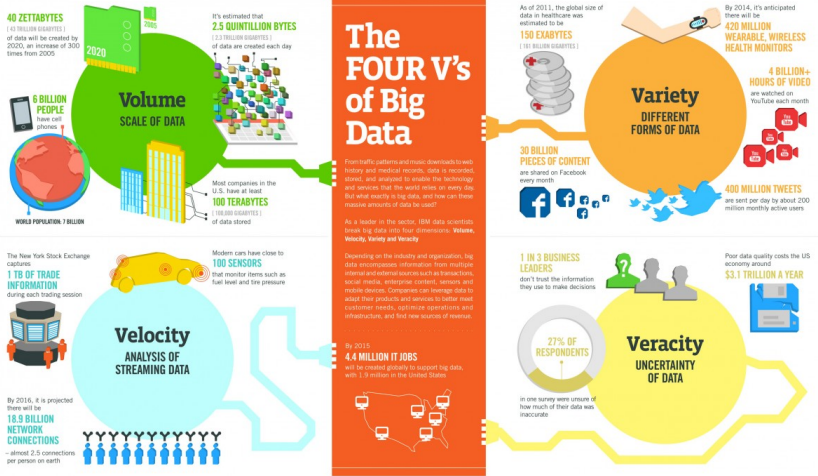 40 ZETTABYTES
[ 43 TRILLION GIGABYTES ]
of data will be created by
2020, an increase of 300
times from 2005
2005
2020
It's estimated that
2.5 QUINTILLION BYTES
[ 2.3 TRILLION GIGABYTES ]
of data are created each day
6 BILLION
PEOPLE
have cell
phones
Volume
SCALE OF DATA
WORLD POPULATION: 7 BILLION
Most companies in the
U.S. have at least
100 TERABYTES
[ 100,000 GIGABYTES ]
of data stored
The New York Stock Exchange
captures
1 TB OF TRADE
INFORMATION
during each trading session
Modern cars have close to
100 SENSORS
that monitor items such as
fuel level and tire pressure
Velocity
ANALYSIS OF
STREAMING DATA
By 2016, it is projected
there will be
18.9 BILLION
NETWORK
CONNECTIONS
– almost 2.5 connections
per person on earth
The
FOUR V's
of Big
Data
From traffic patterns and music downloads to web
history and medical records, data is recorded,
stored, and analyzed to enable the technology
and services that the world relies on every day.
But what exactly is big data, and how can these
massive amounts of data be used?
As a leader in the sector, IBM data scientists
break big data into four dimensions: Volume,
Velocity, Variety and Veracity
Depending on the industry and organization, big
data encompasses information from multiple
internal and external sources such as transactions,
social media, enterprise content, sensors and
mobile devices. Companies can leverage data to
adapt their products and services to better meet
customer needs, optimize operations and
infrastructure, and find new sources of revenue.
By 2015
4.4 MILLION IT JOBS
will be created globally to support big data,
with 1.9 million in the United States
As of 2011, the global size of
data in healthcare was
estimated to be
150 EXABYTES
[ 161 BILLION GIGABYTES ]
By 2014, it's anticipated
there will be
420 MILLION
WEARABLE, WIRELESS
HEALTH MONITORS
Variety
DIFFERENT
FORMS OF DATA
4 BILLION+
HOURS OF VIDEO
are watched on
YouTube each month
You
Tube
You
Tube
You
Tube
You
Tube
30 BILLION
PIECES OF CONTENT
are shared on Facebook
every month
f
f
f
f
f
f
400 MILLION TWEETS
are sent per day by about 200
million monthly active users
1 IN 3 BUSINESS
LEADERS
don't trust the information
they use to make decisions
?
Poor data quality costs the US
economy around
$3.1 TRILLION A YEAR
27% OF
RESPONDENTS
in one survey were unsure of
how much of their data was
inaccurate
Veracity
UNCERTAINTY
OF DATA